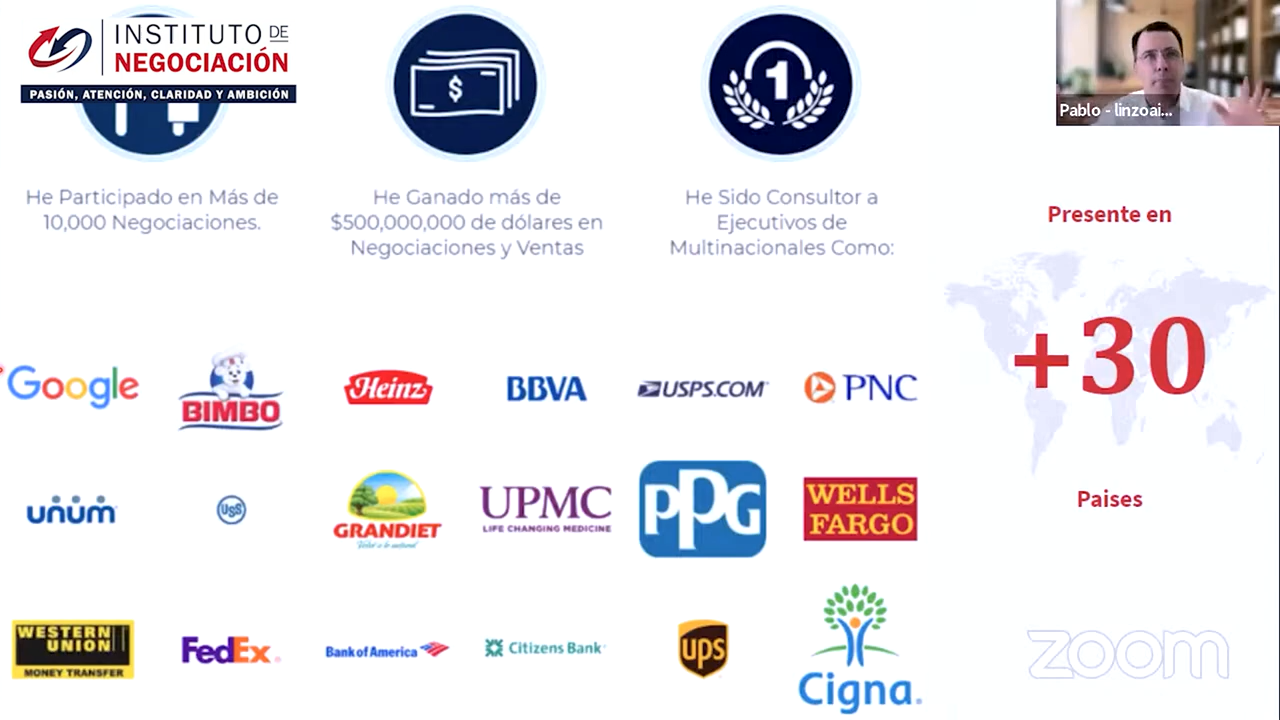 INSTITUTO DE
NEGOCIACIÓN
PASIÓN, ATENCIÓN, CLARIDAD Y AMBICIÓN
$
1
Pablo - linzoai...
He Participado en Más de
10,000 Negociaciones.
He Ganado más de
$500,000,000 de dólares en
Negociaciones y Ventas
He Sido Consultor a
Ejecutivos de
Multinacionales Como:
Presente en
+30
Paises
Google
BIMBO
Heinz
BBVA
USPS.COM
PNC
unum
USS
GRANDIET
UPMC
LIFE CHANGING MEDICINE
PPG
WELLS
FARGO
WESTERN
UNION
MONEY TRANSFER
FedEx
Bank of America
Citizens Bank
ups
Cigna
zoom